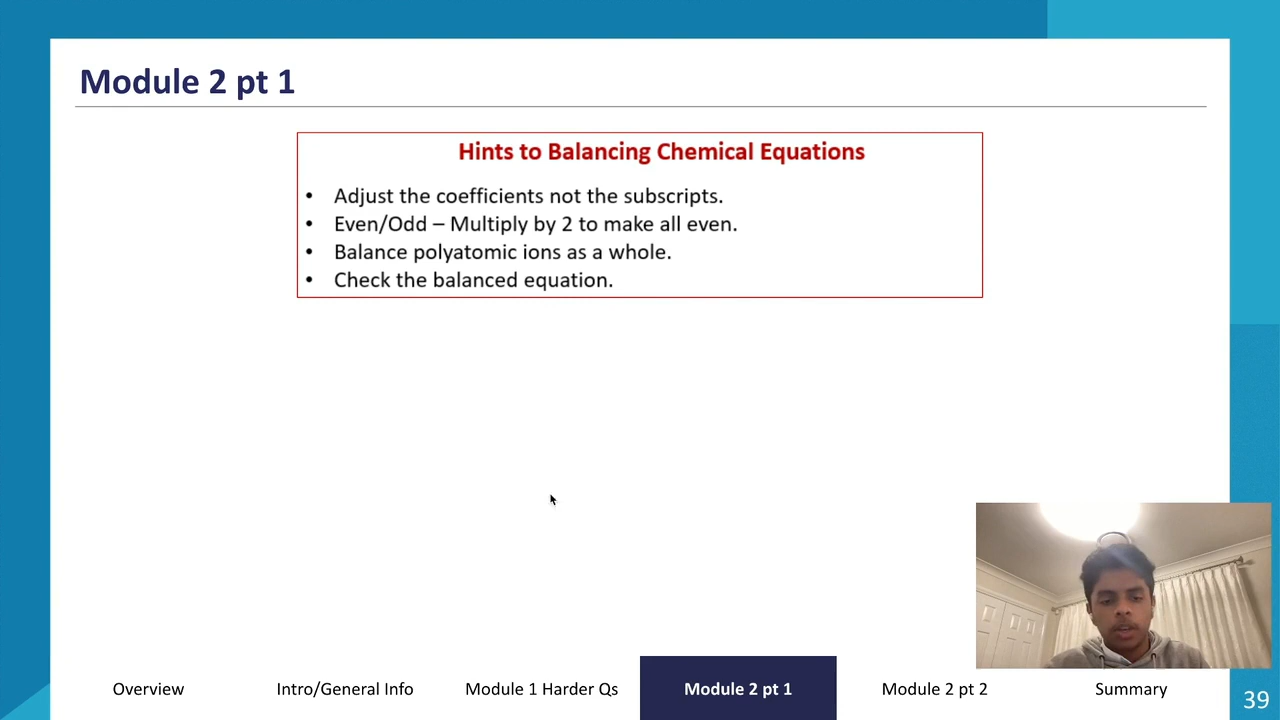 Module 2 pt 1
Hints to Balancing Chemical Equations
• Adjust the coefficients not the subscripts.
• Even/Odd – Multiply by 2 to make all even.
• Balance polyatomic ions as a whole.
• Check the balanced equation.
Overview
Intro/General Info
Module 1 Harder Qs
Module 2 pt 1
Module 2 pt 2
Summary
39